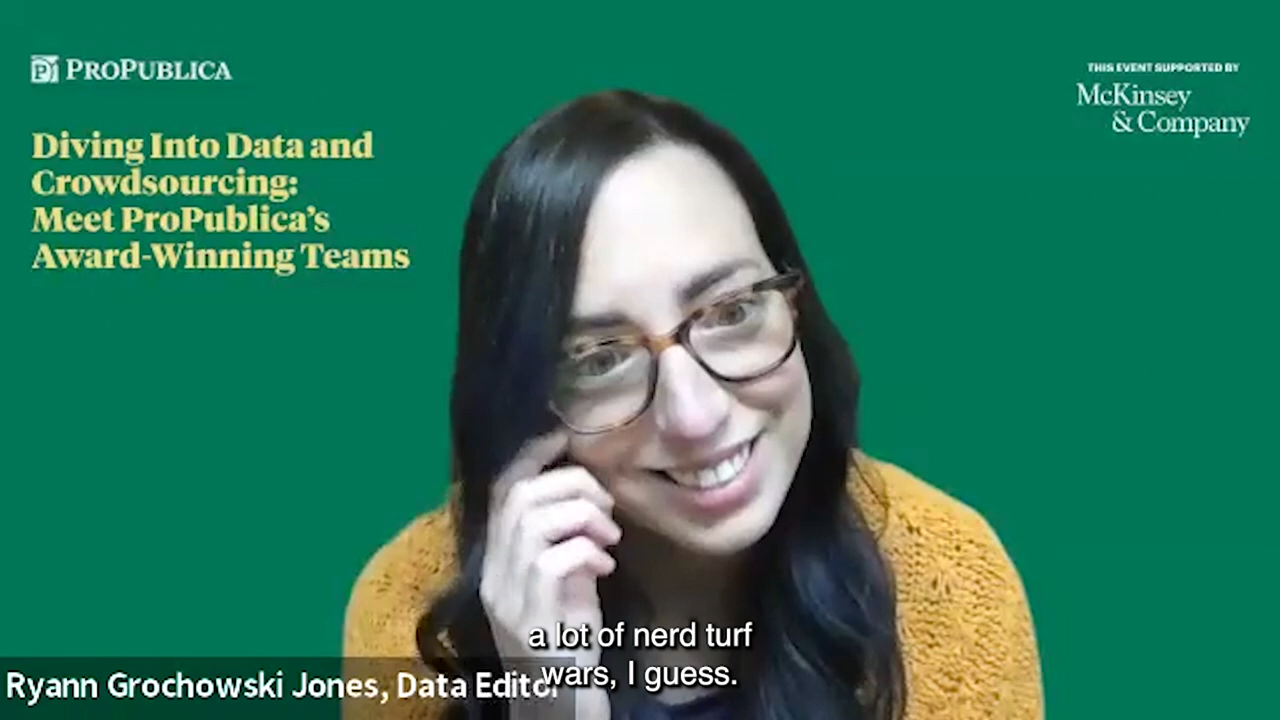 PROPUBLICA
THIS EVENT SUPPORTED BY
McKinsey
& Company
Diving Into Data and
Crowdsourcing:
Meet ProPublica’s
Award-Winning Teams
a lot of nerd turf
wars, I guess.
Ryann Grochowski Jones, Data Editor